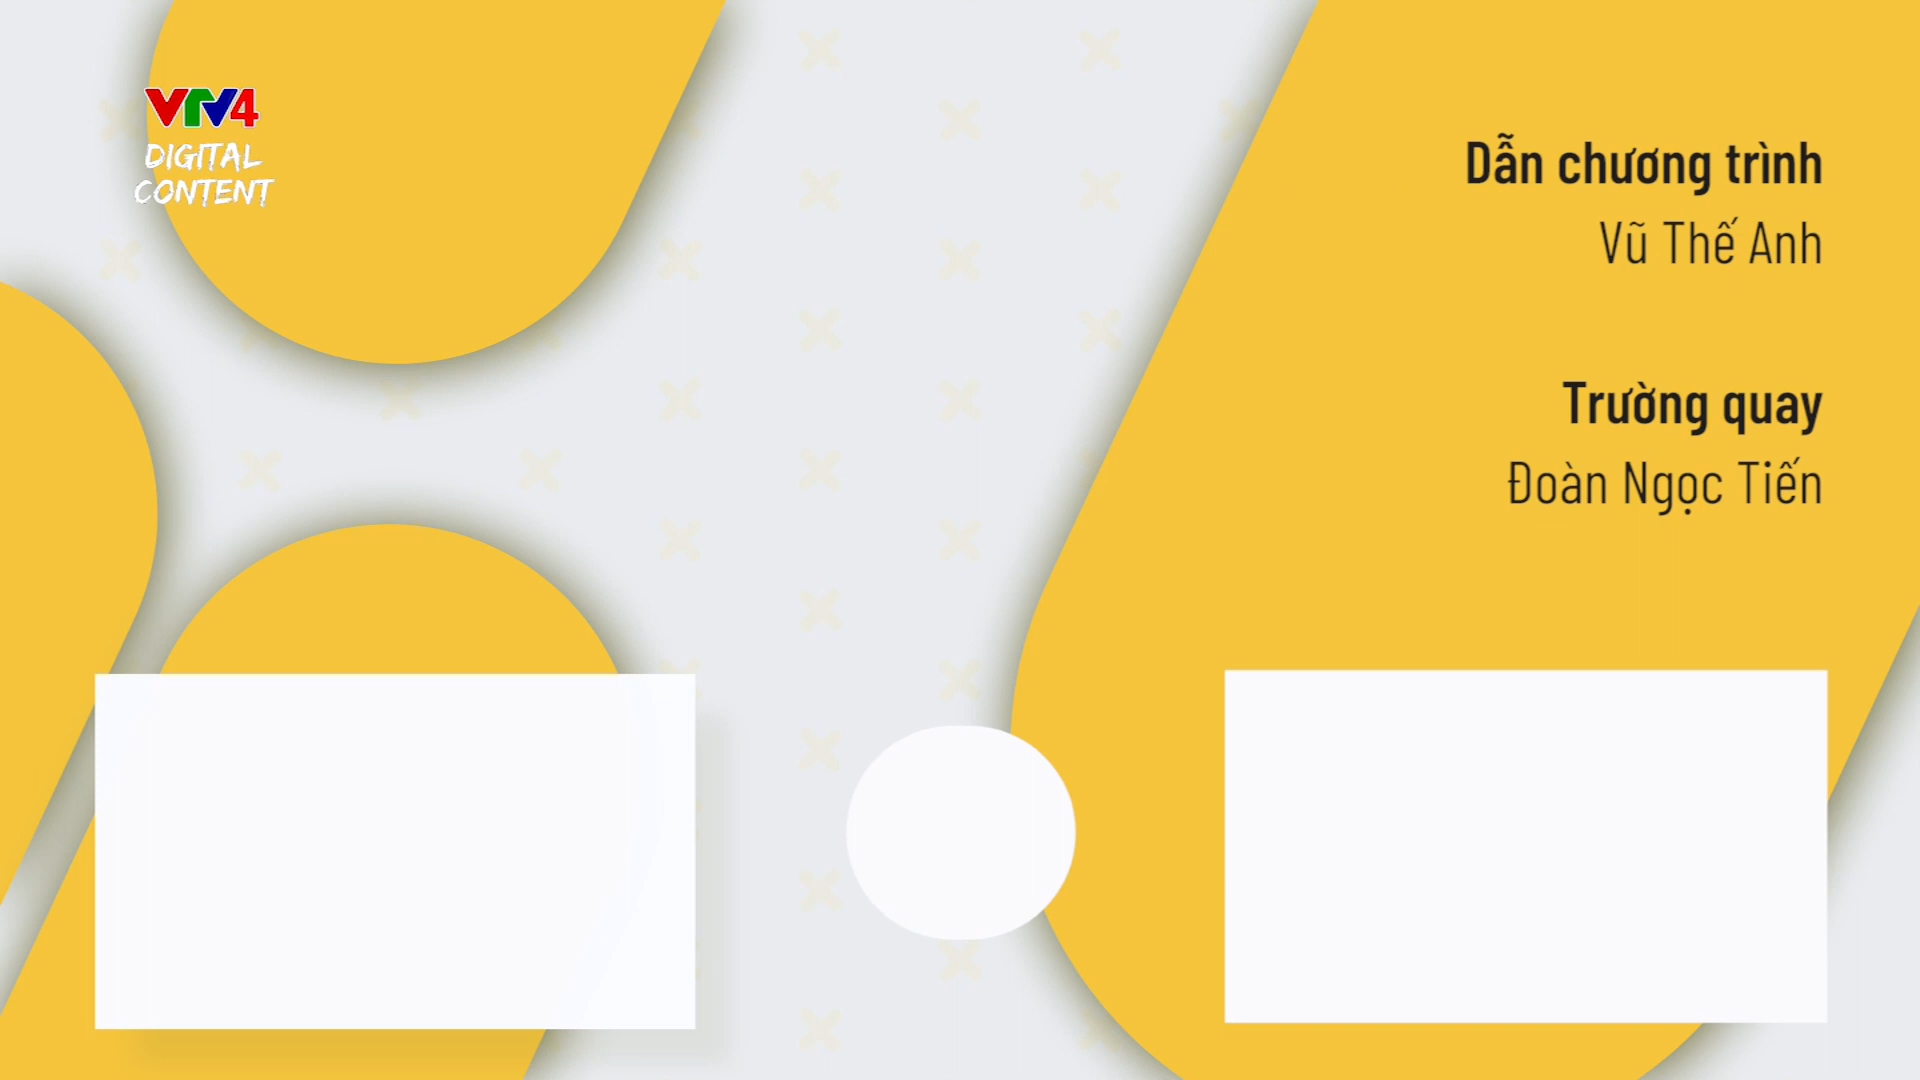 VTV4
DIGITAL
CONTENT
Dẫn chương trình
Vũ Thế Anh
Trường quay
Đoàn Ngọc Tiến